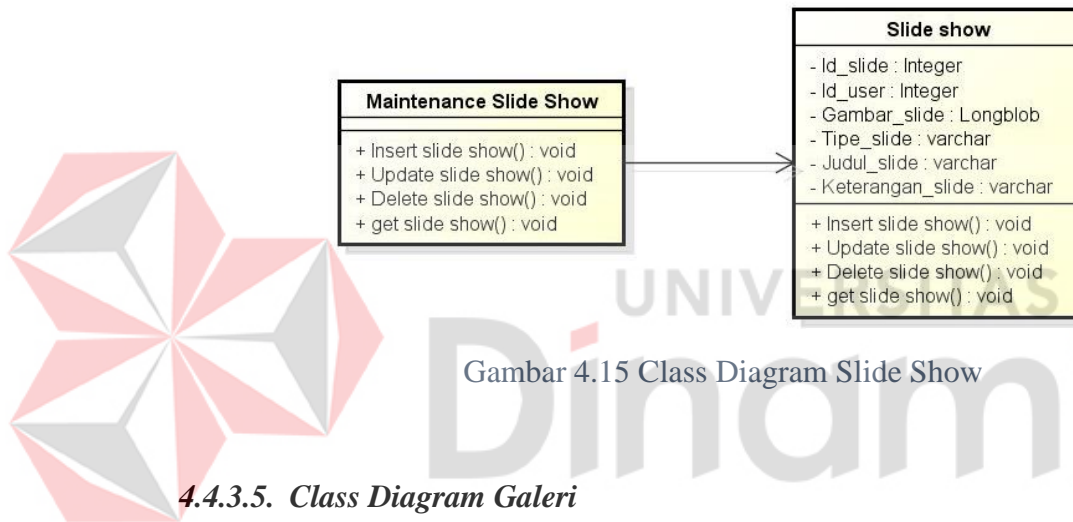 Maintenance Slide Show
+ Insert slide show() : void
+ Update slide show() : void
+ Delete slide show() : void
+ get slide show() : void
Slide show
- Id_slide : Integer
- Id_user : Integer
- Gambar_slide : Longblob
- Tipe_slide : varchar
- Judul_slide : varchar
- Keterangan_slide : varchar
+ Insert slide show() : void
+ Update slide show() : void
+ Delete slide show() : void
+ get slide show() : void
UNIVERSITAS
Dinam
Gambar 4.15 Class Diagram Slide Show
4.4.3.5. Class Diagram Galeri